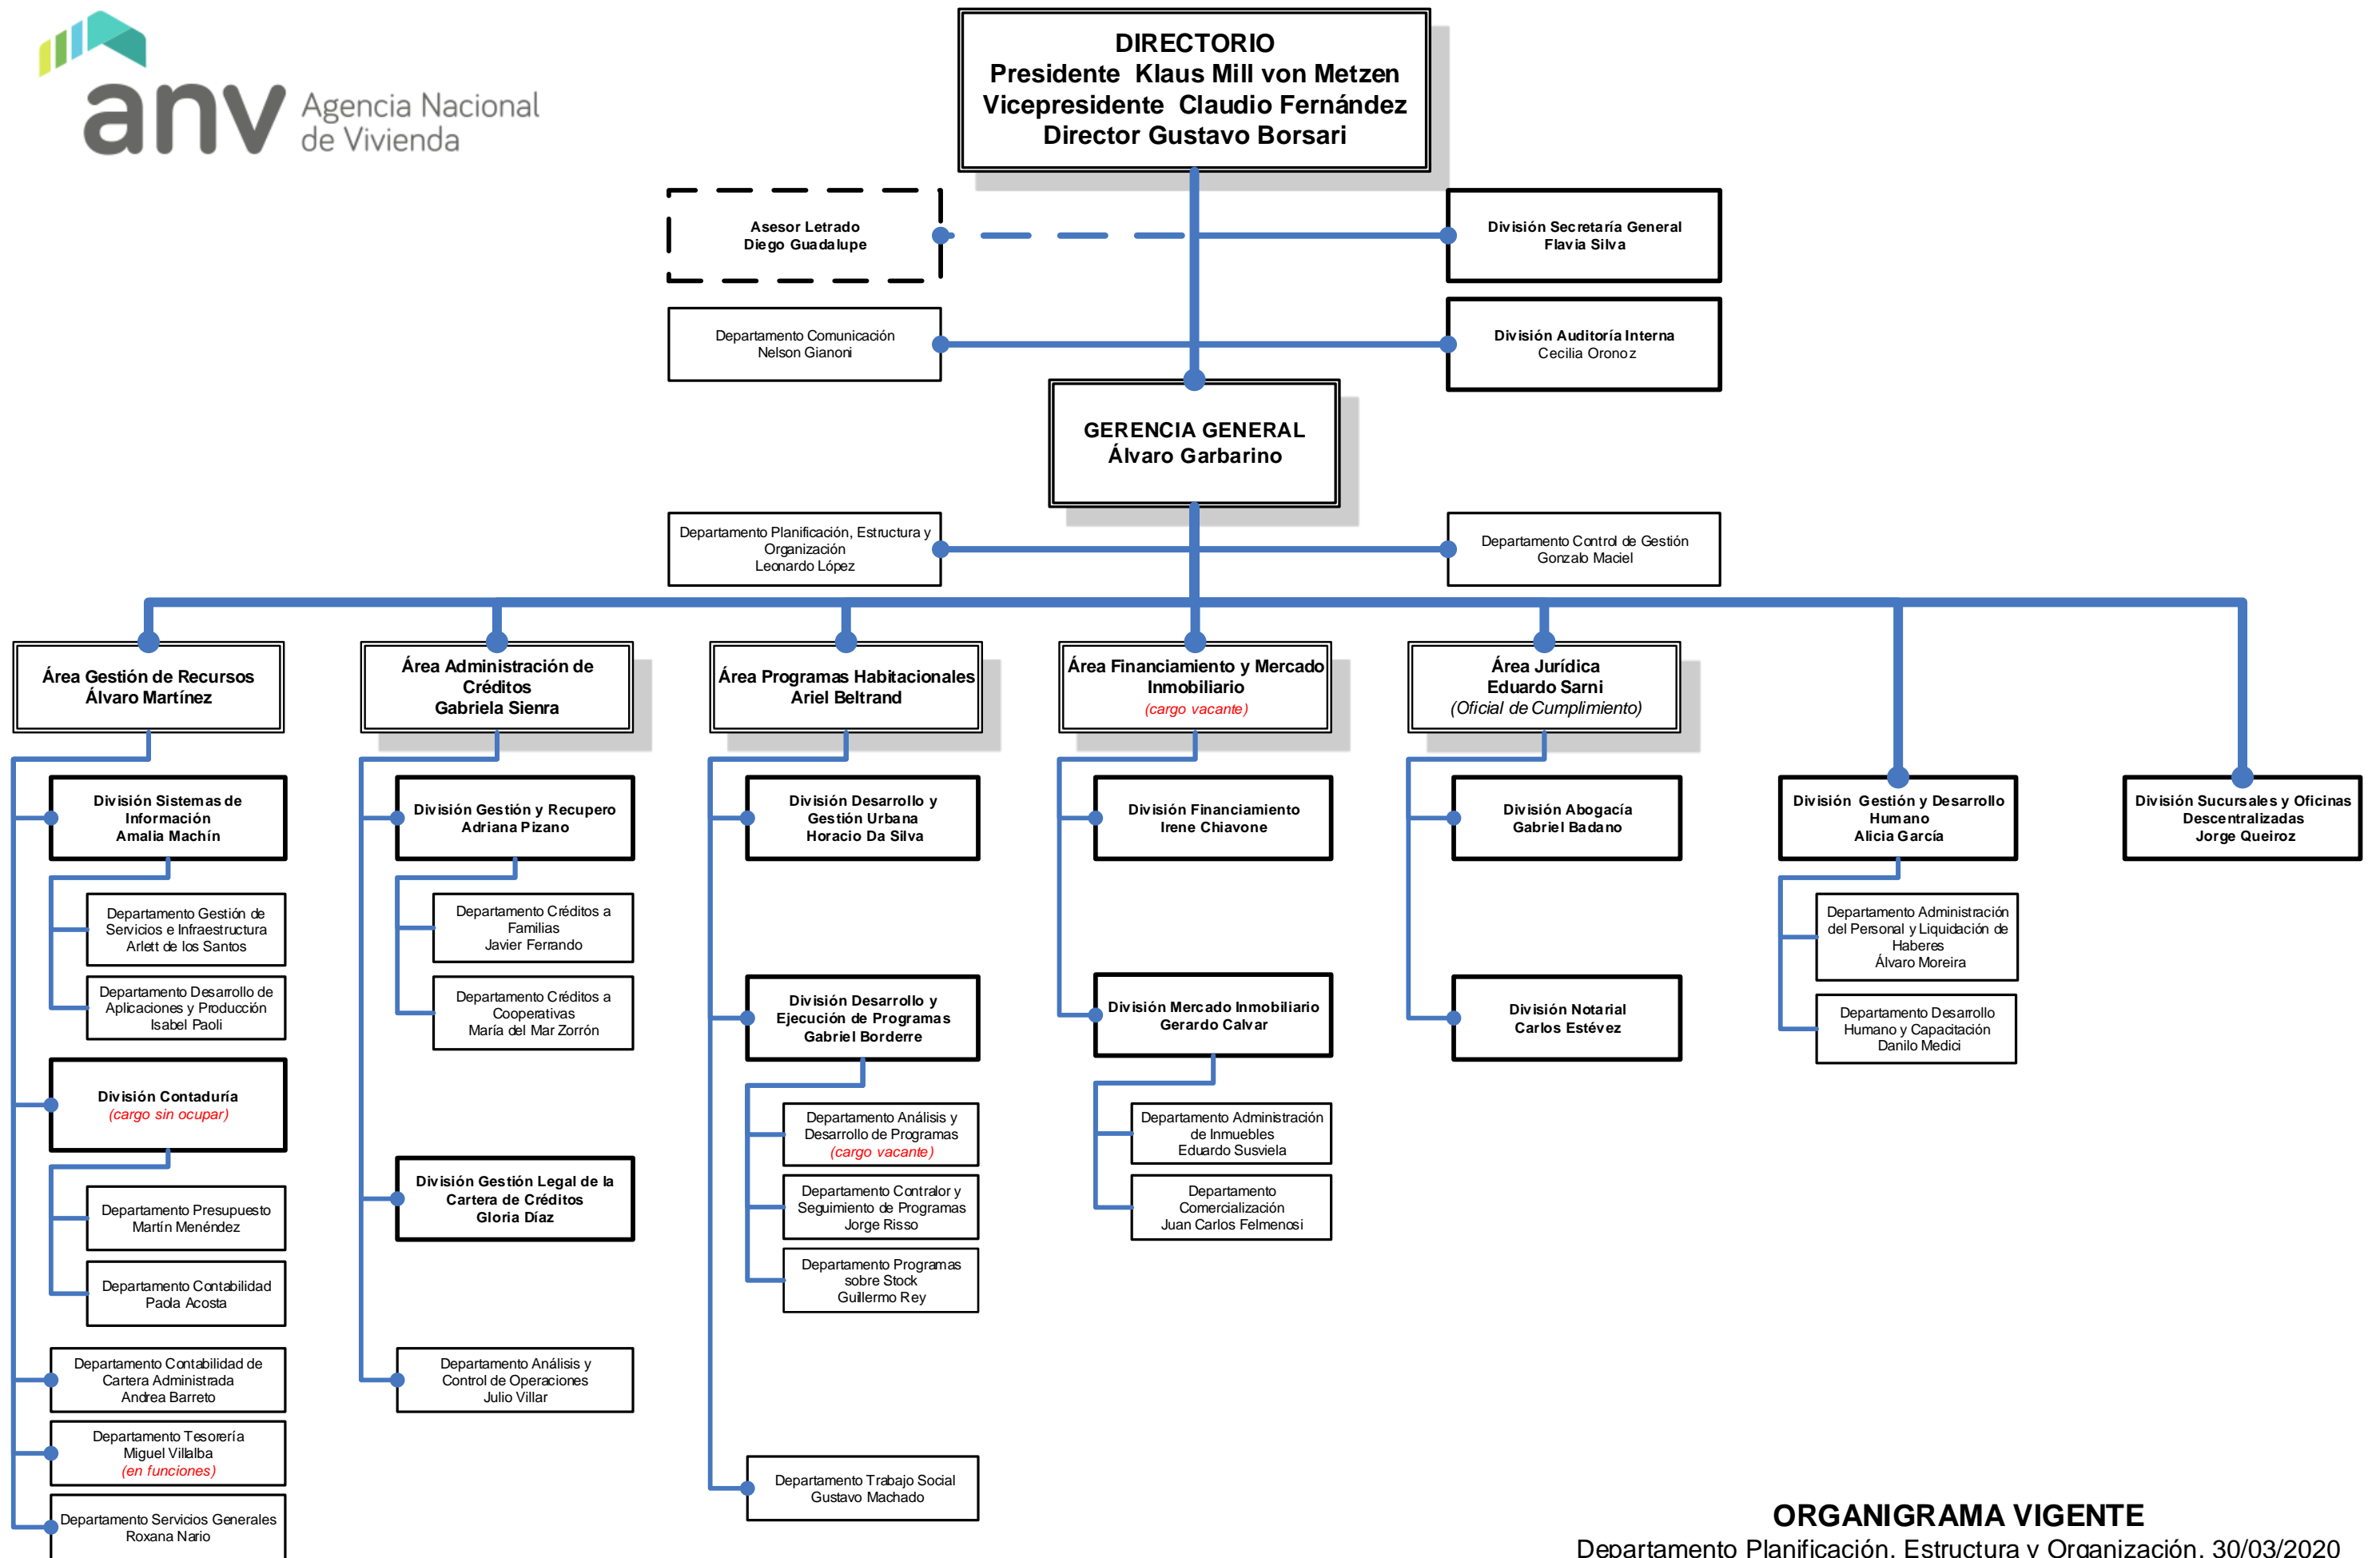 anv
Agencia Nacional
de Vivienda
DIRECTORIO
Presidente Klaus Mill von Metzen
Vicepresidente Claudio Fernández
Director Gustavo Borsari
Asesor Letrado
Diego Guadalupe
División Secretaría General
Flavia Silva
Departamento Comunicación
Nelson Gianoni
División Auditoría Interna
Cecilia Oronoz
GERENCIA GENERAL
Álvaro Garbarino
Departamento Planificación, Estructura y
Organización
Leonardo López
Departamento Control de Gestión
Gonzalo Maciel
Área Gestión de Recursos
Álvaro Martínez
División Sistemas de
Información
Amalia Machín
Departamento Gestión de
Servicios e Infraestructura
Arlett de los Santos
Departamento Desarrollo de
Aplicaciones y Producción
Isabel Paoli
División Contaduría
(cargo sin ocupar)
Departamento Presupuesto
Martín Menéndez
Departamento Contabilidad
Paola Acosta
Departamento Contabilidad de
Cartera Administrada
Andrea Barreto
Departamento Tesorería
Miguel Villalba
(en funciones)
Departamento Servicios Generales
Roxana Nario
Área Administración de
Créditos
Gabriela Sienra
División Gestión y Recupero
Adriana Pizano
Departamento Créditos a
Familias
Javier Ferrando
Departamento Créditos a
Cooperativas
María del Mar Zorrón
División Gestión Legal de la
Cartera de Créditos
Gloria Díaz
Departamento Análisis y
Control de Operaciones
Julio Villar
Área Programas Habitacionales
Ariel Beltrand
División Desarrollo y
Gestión Urbana
Horacio Da Silva
División Desarrollo y
Ejecución de Programas
Gabriel Borderre
Departamento Análisis y
Desarrollo de Programas
(cargo vacante)
Departamento Contralor y
Seguimiento de Programas
Jorge Risso
Departamento Programas
sobre Stock
Guillermo Rey
Departamento Trabajo Social
Gustavo Machado
Área Financiamiento y Mercado
Inmobiliario
(cargo vacante)
División Financiamiento
Irene Chiavone
División Mercado Inmobiliario
Gerardo Calvar
Departamento Administración
de Inmuebles
Eduardo Susviela
Departamento
Comercialización
Juan Carlos Felmenosi
Área Jurídica
Eduardo Sarni
(Oficial de Cumplimiento)
División Abogacía
Gabriel Badano
División Notarial
Carlos Estévez
División Gestión y Desarrollo
Humano
Alicia García
Departamento Administración
del Personal y Liquidación de
Haberes
Álvaro Moreira
Departamento Desarrollo
Humano y Capacitación
Danilo Medici
División Sucursales y Oficinas
Descentralizadas
Jorge Queiroz
ORGANIGRAMA VIGENTE
Departamento Planificación, Estructura y Organización, 30/03/2020